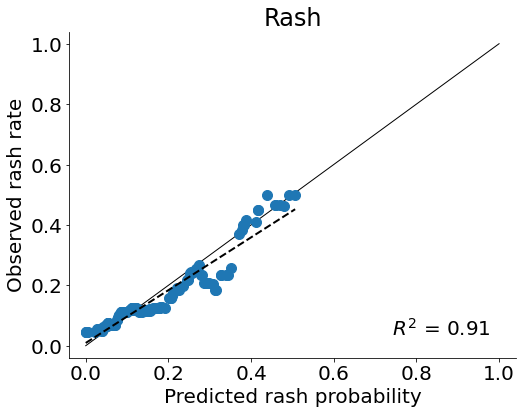 Rash
1.0
0.8
0.6
0.4
0.2
0.0
Observed rash rate
R² = 0.91
0.0 0.2 0.4 0.6 0.8 1.0
Predicted rash probability